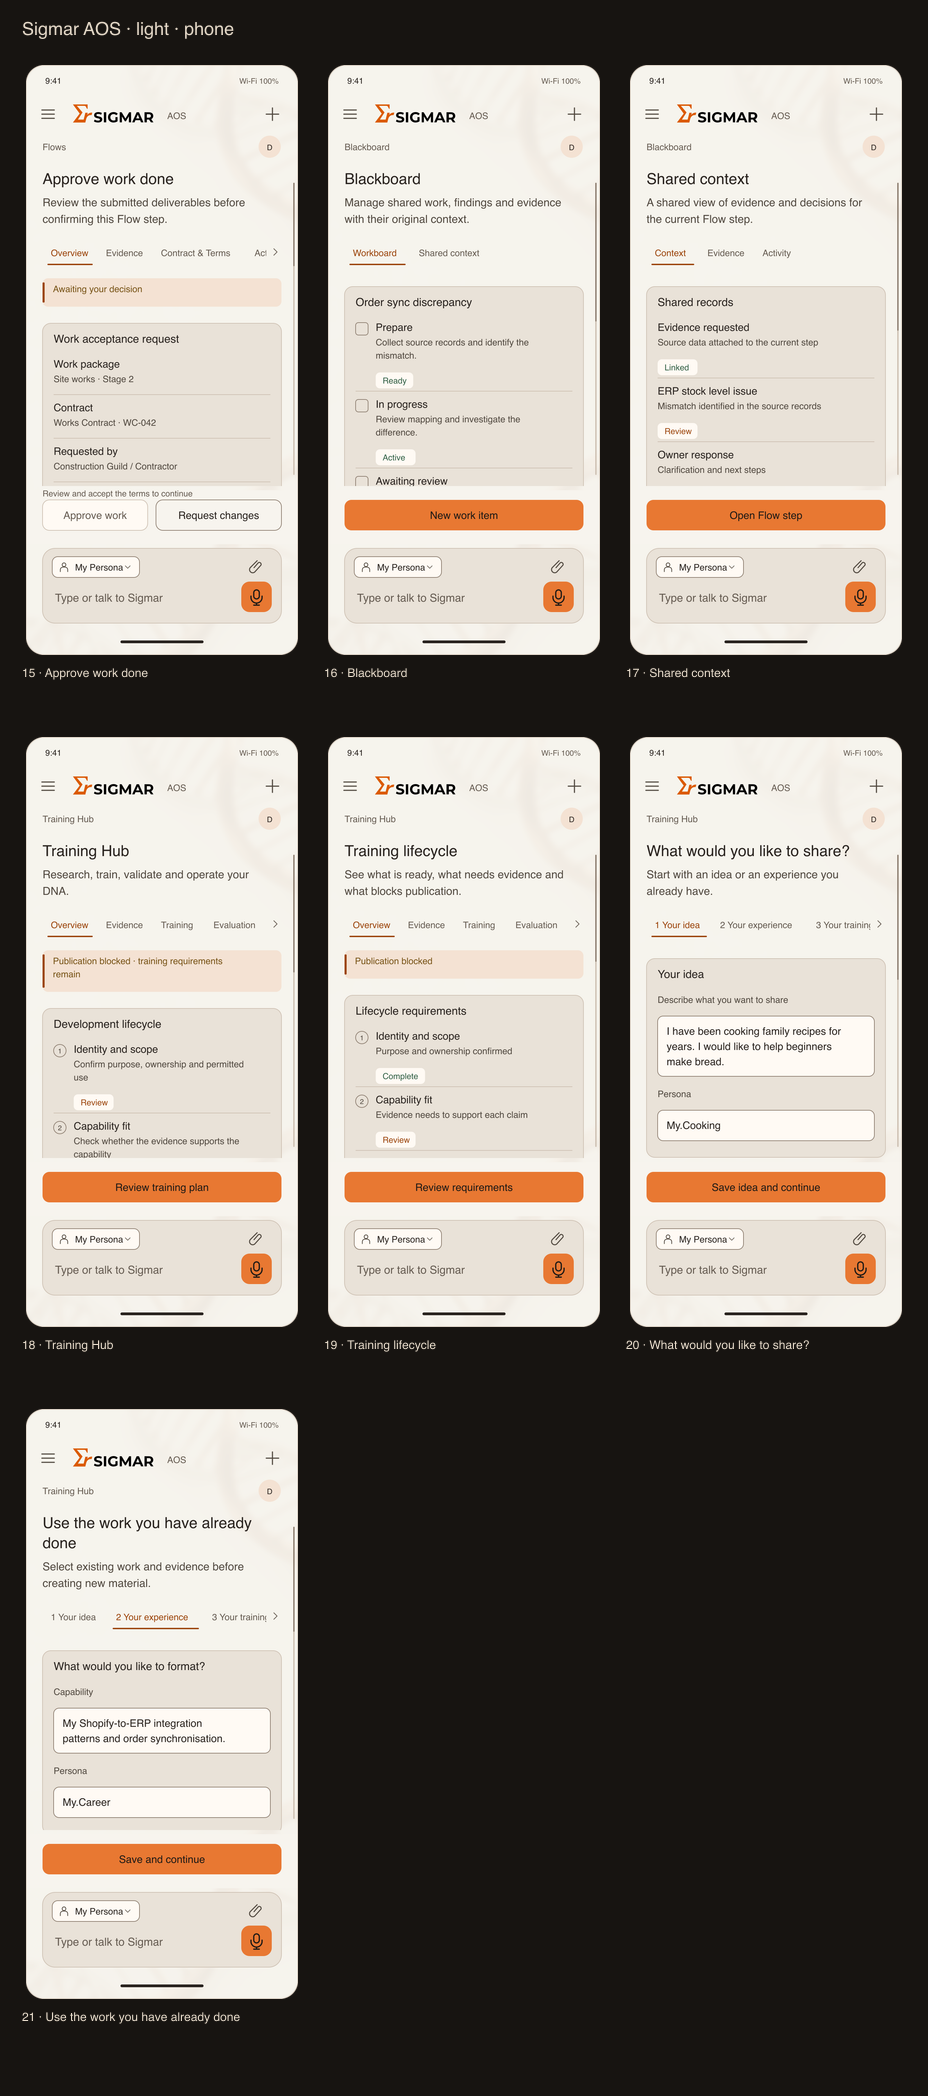 Sigmar AOS · light · phone
9:41
Wi-Fi 100%
SIGMAR AOS
Flows
D
Approve work done
Review the submitted deliverables before
confirming this Flow step.
Overview Evidence Contract & Terms
Awaiting your decision
Work acceptance request
Work package
Site works · Stage 2
Contract
Works Contract · WC-042
Requested by
Construction Guild / Contractor
Review and accept the terms to continue
Approve work
Request changes
My Persona
Type or talk to Sigmar
15 · Approve work done
9:41
Wi-Fi 100%
SIGMAR AOS
Blackboard
D
Blackboard
Manage shared work, findings and evidence
with their original context.
Workboard Shared context
Order sync discrepancy
Prepare
Collect source records and identify the
mismatch.
Ready
In progress
Review mapping and investigate the
difference.
Active
Awaiting review
New work item
My Persona
Type or talk to Sigmar
16 · Blackboard
9:41
Wi-Fi 100%
SIGMAR AOS
Blackboard
D
Shared context
A shared view of evidence and decisions for
the current Flow step.
Context Evidence Activity
Shared records
Evidence requested
Source data attached to the current step
Linked
ERP stock level issue
Mismatch identified in the source records
Review
Owner response
Clarification and next steps
Open Flow step
My Persona
Type or talk to Sigmar
17 · Shared context
9:41
Wi-Fi 100%
SIGMAR AOS
Training Hub
D
Training Hub
Research, train, validate and operate your
DNA.
Overview Evidence Training Evaluation
Publication blocked · training requirements
remain
Development lifecycle
1 Identity and scope
Confirm purpose, ownership and permitted
use
Review
2 Capability fit
Check whether the evidence supports the
capability
Review training plan
My Persona
Type or talk to Sigmar
18 · Training Hub
9:41
Wi-Fi 100%
SIGMAR AOS
Training Hub
D
Training lifecycle
See what is ready, what needs evidence and
what blocks publication.
Overview Evidence Training Evaluation
Publication blocked
Lifecycle requirements
1 Identity and scope
Purpose and ownership confirmed
Complete
2 Capability fit
Evidence needs to support each claim
Review
Review requirements
My Persona
Type or talk to Sigmar
19 · Training lifecycle
9:41
Wi-Fi 100%
SIGMAR AOS
Training Hub
D
What would you like to share?
Start with an idea or an experience you
already have.
1 Your idea 2 Your experience 3 Your training
Your idea
Describe what you want to share
I have been cooking family recipes for
years. I would like to help beginners
make bread.
Persona
My.Cooking
Save idea and continue
My Persona
Type or talk to Sigmar
20 · What would you like to share?
9:41
Wi-Fi 100%
SIGMAR AOS
Training Hub
D
Use the work you have already
done
Select existing work and evidence before
creating new material.
1 Your idea 2 Your experience 3 Your training
What would you like to format?
Capability
My Shopify-to-ERP integration
patterns and order synchronisation.
Persona
My.Career
Save and continue
My Persona
Type or talk to Sigmar
21 · Use the work you have already done